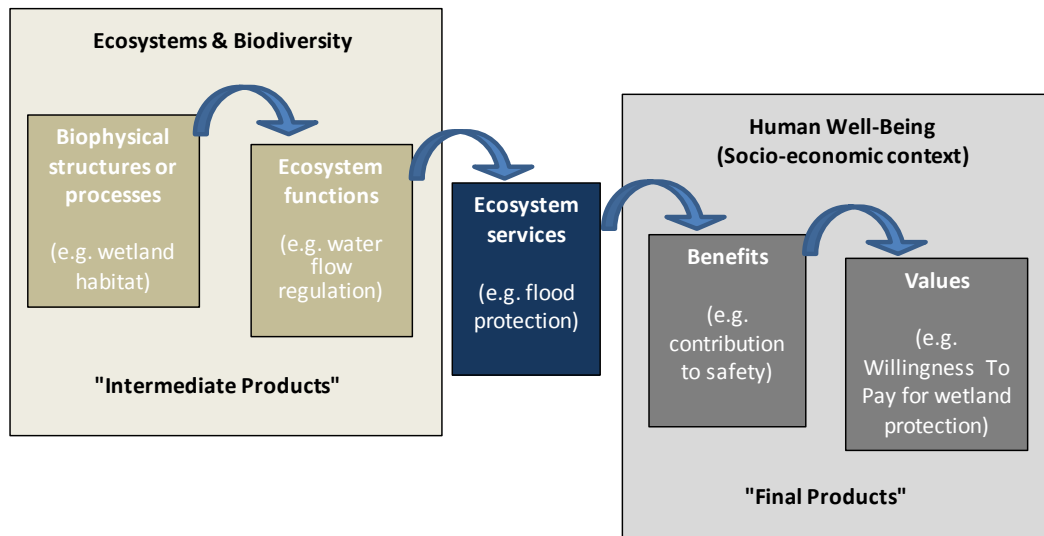 Ecosystems & Biodiversity
Biophysical
structures or
processes
(e.g. wetland
habitat)
Ecosystem
functions
(e.g. water
flow
regulation)
"Intermediate Products"
Ecosystem
services
(e.g. flood
protection)
Human Well-Being
(Socio-economic context)
Benefits
(e.g.
contribution
to safety)
Values
(e.g.
Willingness To
Pay for wetland
protection)
"Final Products"